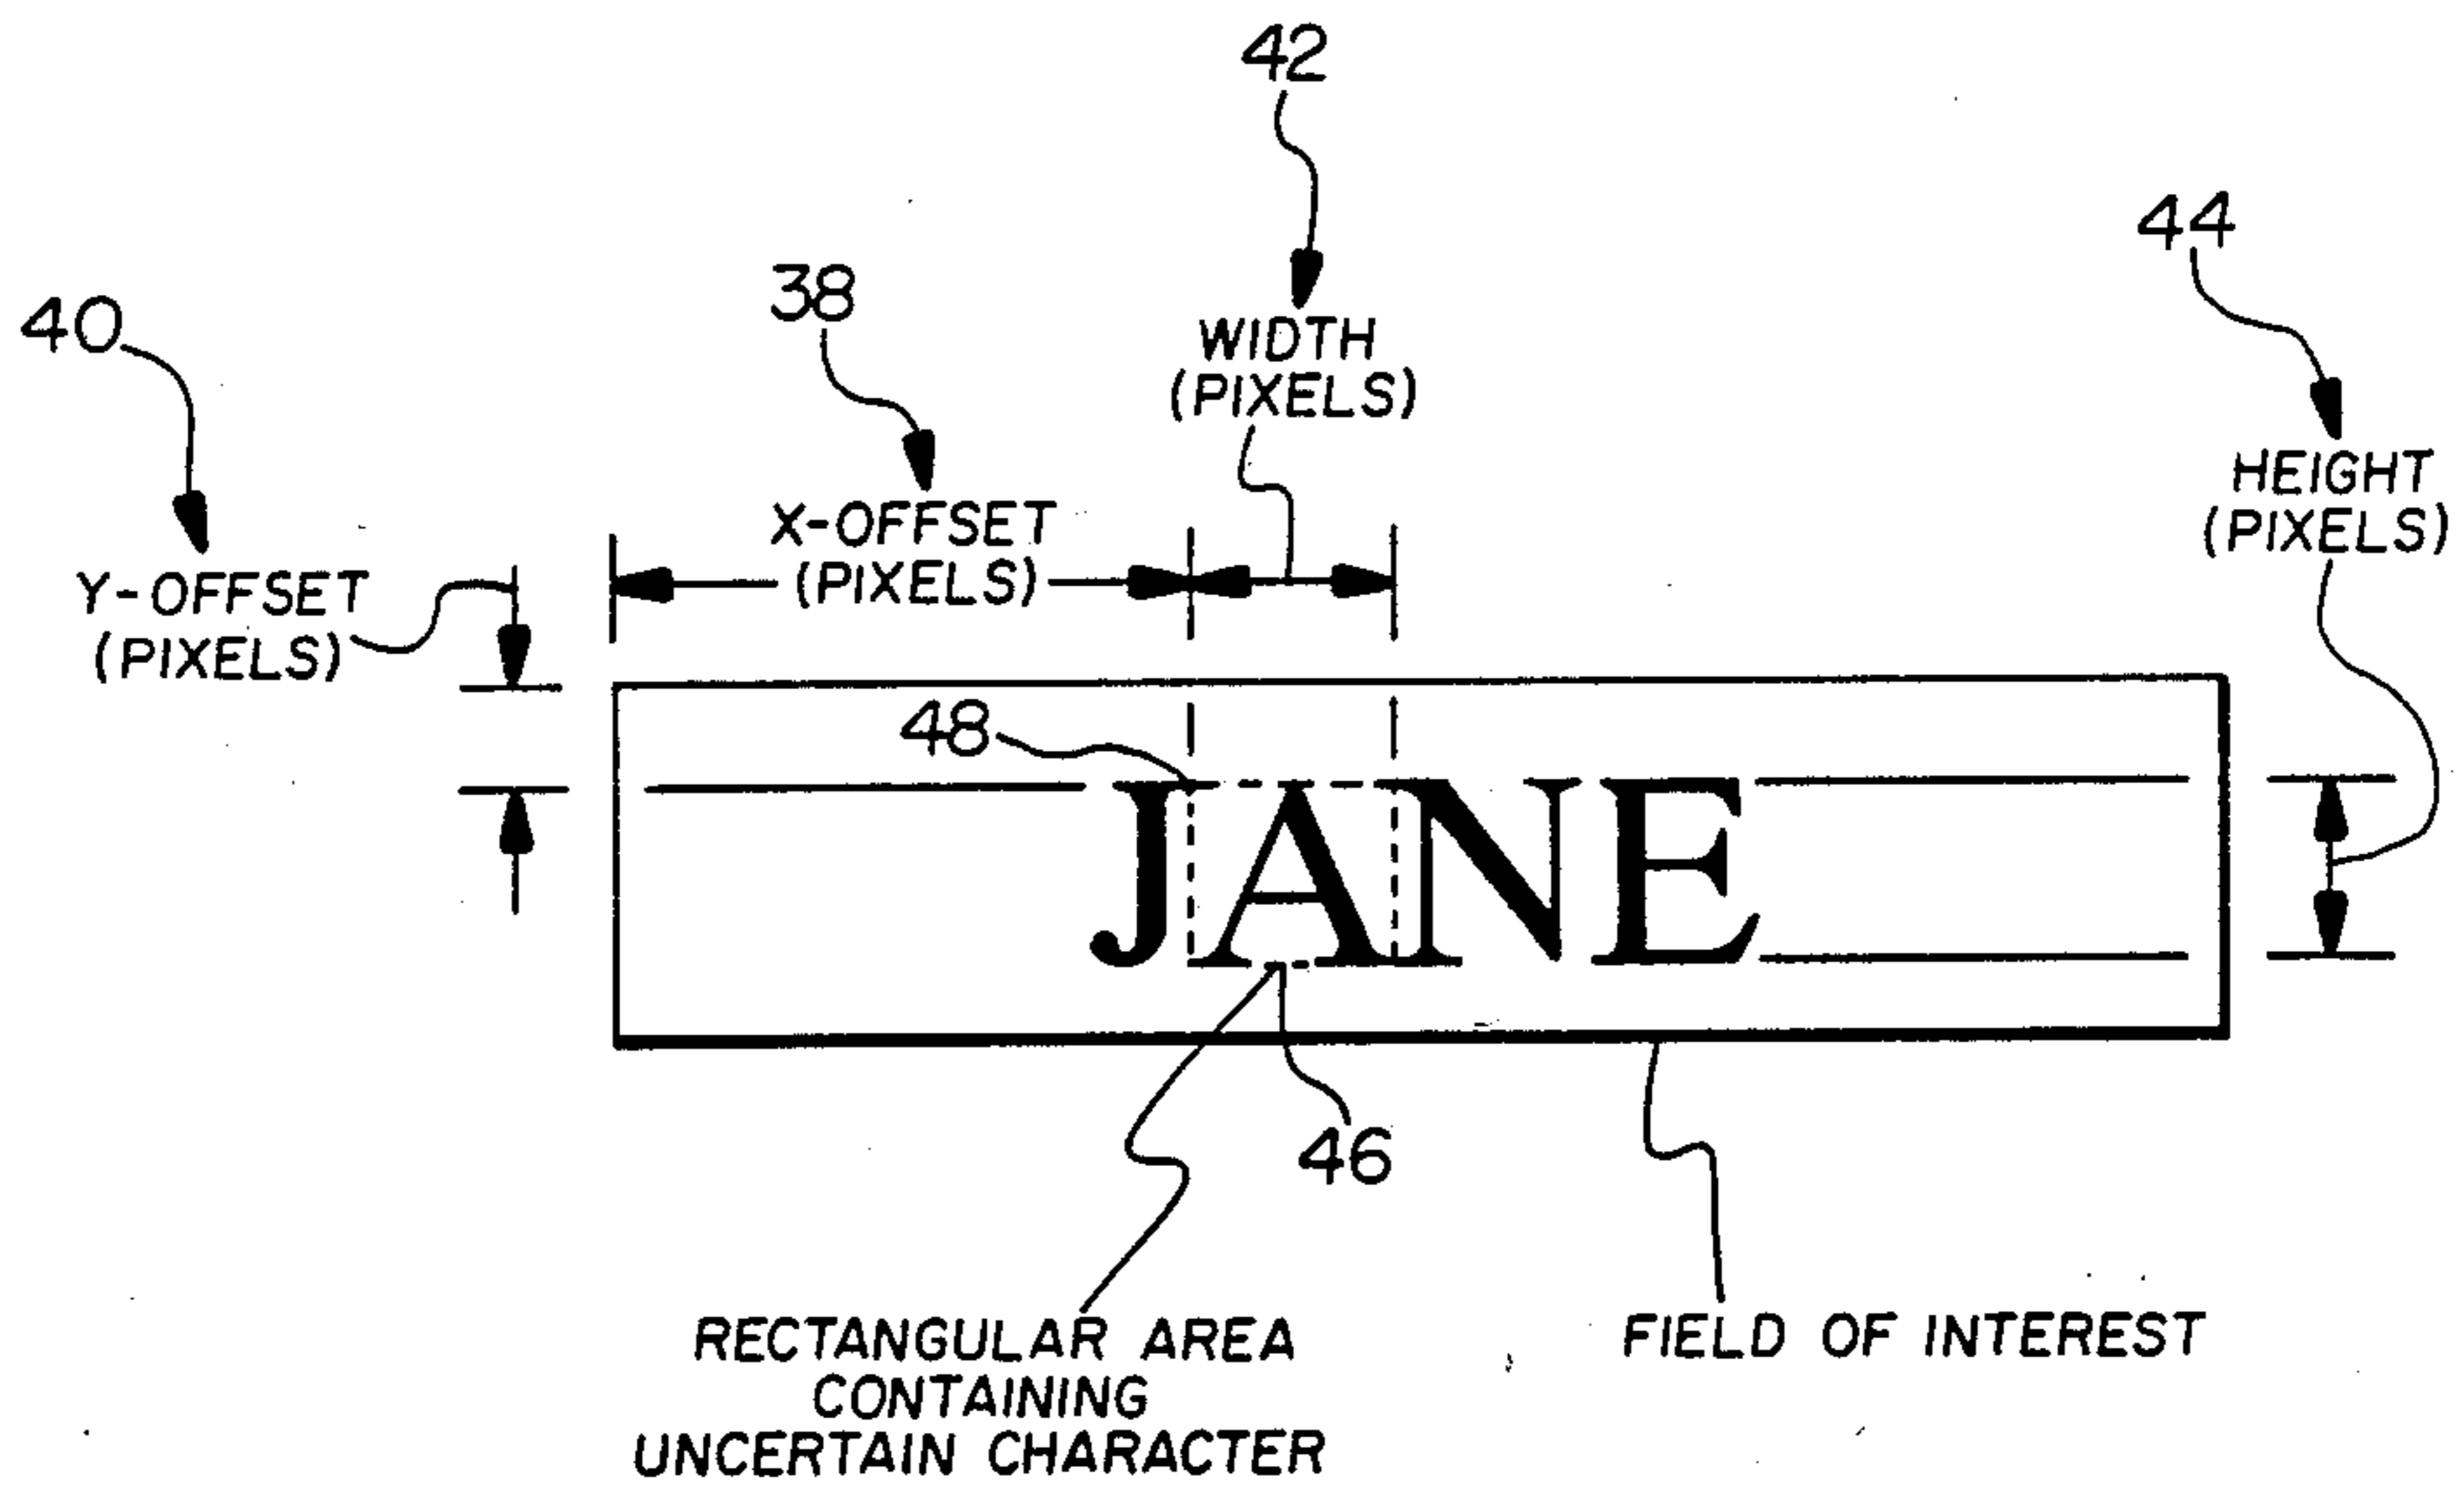 42
44
38
40
WIDTH
(PIXELS)
HEIGHT
(PIXELS)
X-OFFSET
(PIXELS)
Y-OFFSET
(PIXELS)
48
JANE
46
RECTANGULAR AREA
CONTAINING
UNCERTAIN CHARACTER
FIELD OF INTEREST